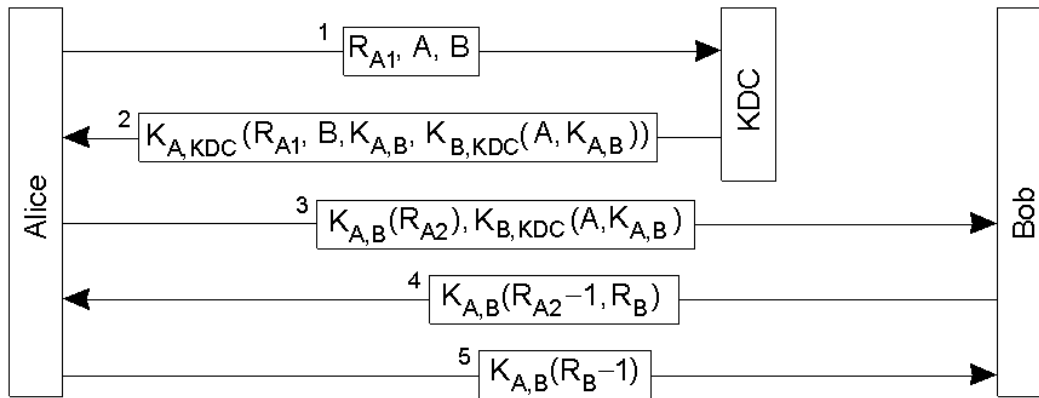 1
R_A1, A, B
KDC
2
K_A,KDC(R_A1, B, K_A,B, K_B,KDC(A, K_A,B))
Alice
3
K_A,B(R_A2), K_B,KDC(A, K_A,B)
Bob
4
K_A,B(R_A2−1, R_B)
5
K_A,B(R_B−1)